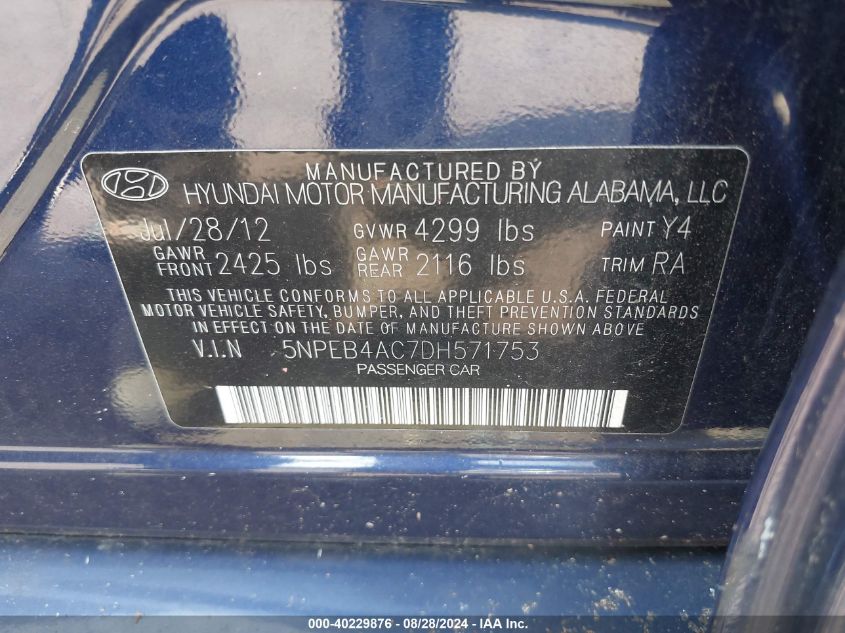 MANUFACTURED BY
HYUNDAI MOTOR MANUFACTURING ALABAMA, LLC
Jul/28/12 GVWR 4299 lbs PAINT Y4
GAWR FRONT 2425 lbs GAWR REAR 2116 lbs TRIM RA
THIS VEHICLE CONFORMS TO ALL APPLICABLE U.S.A. FEDERAL
MOTOR VEHICLE SAFETY, BUMPER, AND THEFT PREVENTION STANDARDS
IN EFFECT ON THE DATE OF MANUFACTURE SHOWN ABOVE.
V.I.N 5NPEB4AC7DH571753
PASSENGER CAR
000-40229876 - 08/28/2024 - IAA Inc.